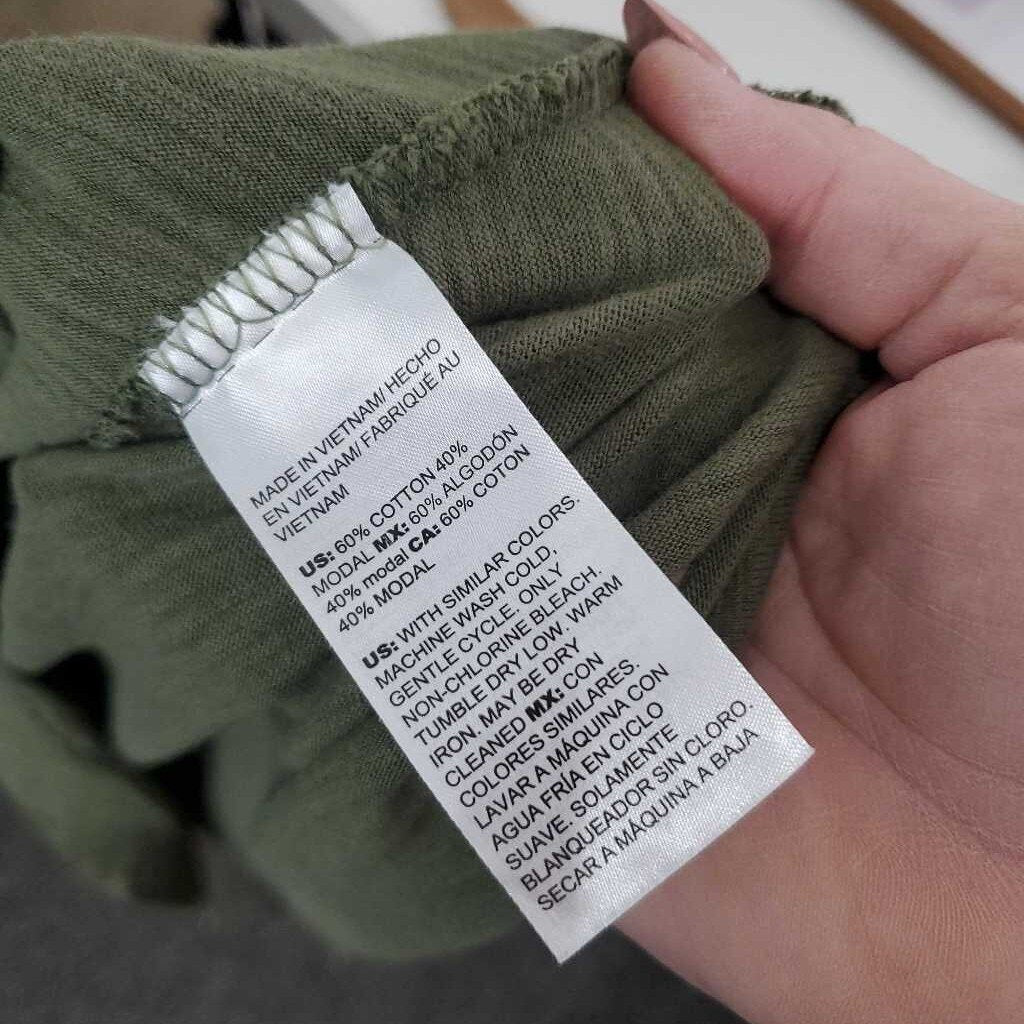 MADE IN VIETNAM/ HECHO
EN VIETNAM/ FABRIQUÉ AU
VIETNAM
US: 60% COTTON 40%
MODAL MX: 60% ALGODÓN
40% modal CA: 60% COTON
40% MODAL
US: WITH SIMILAR COLORS.
MACHINE WASH COLD,
GENTLE CYCLE. ONLY
NON-CHLORINE BLEACH.
TUMBLE DRY LOW. WARM
IRON. MAY BE DRY
CLEANED MX: CON
COLORES SIMILARES.
LAVAR A MÁQUINA CON
AGUA FRÍA EN CICLO
SUAVE. SOLAMENTE
BLANQUEADOR SIN CLORO.
SECAR A MÁQUINA A BAJA